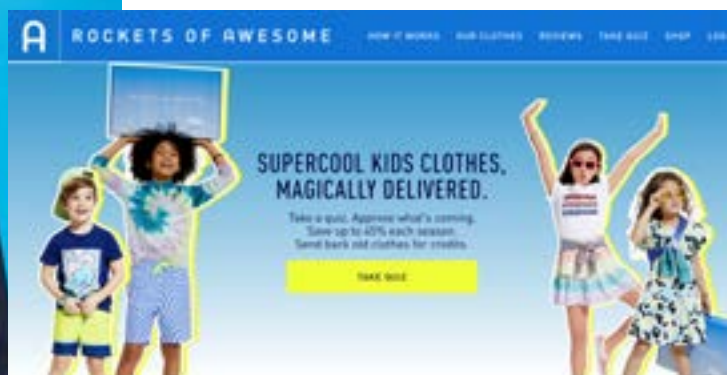 A ROCKETS OF AWESOME HOW IT WORKS OUR CLOTHES REVIEWS TAKE QUIZ SHOP
SUPERCOOL KIDS CLOTHES,
MAGICALLY DELIVERED.
Take a quiz. Approve what's coming.
Save up to 45% each season.
Send back old clothes for credits.
TAKE QUIZ